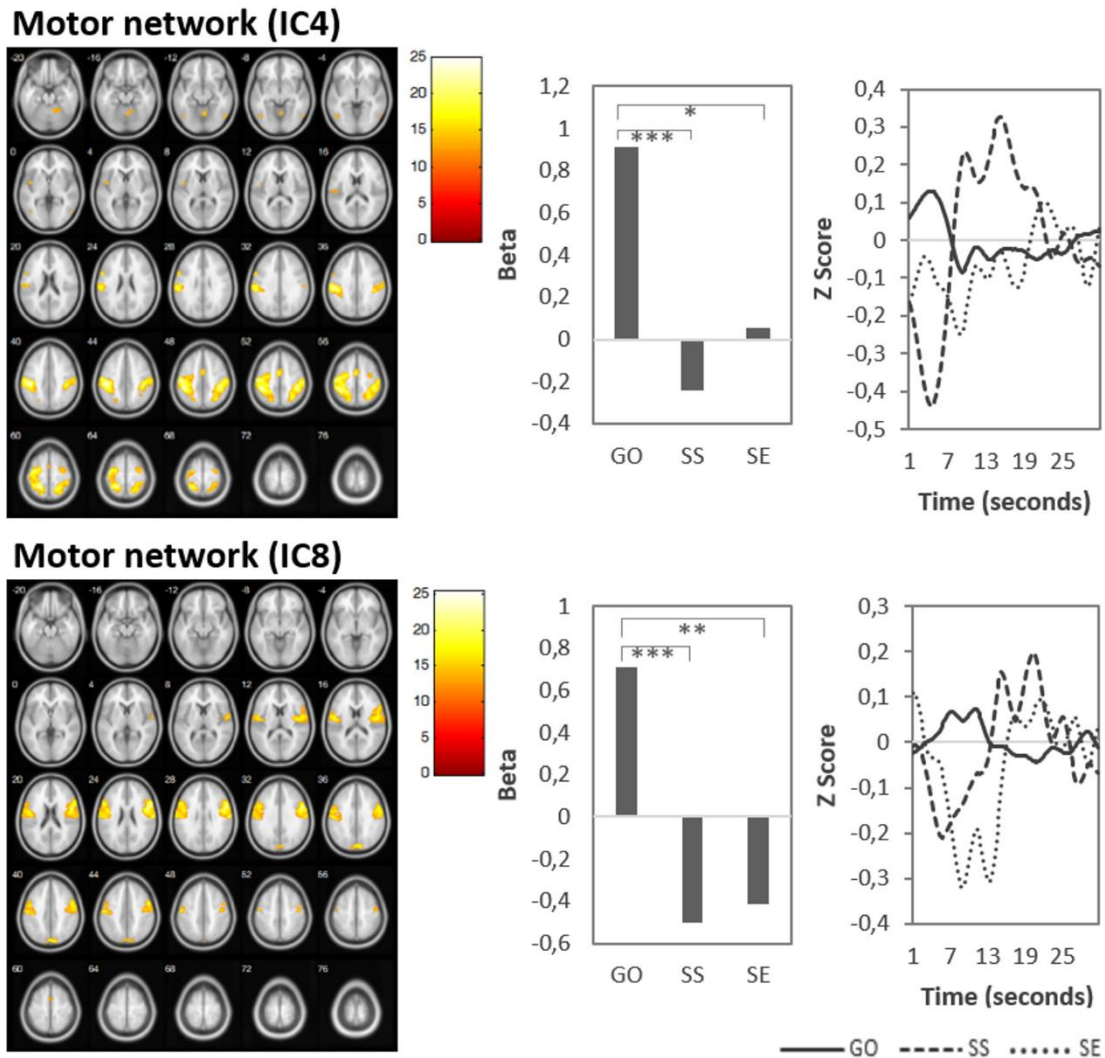 Motor network (IC4)
-20 -16 -12 -8 -4
0 4 8 12 16
20 24 28 32 36
40 44 48 52 56
60 64 68 72 76
25
20
15
10
5
0
Beta
1,2
1
0,8
0,6
0,4
0,2
0
-0,2
-0,4
*
***
GO SS SE
Z Score
0,4
0,3
0,2
0,1
0
-0,1
-0,2
-0,3
-0,4
-0,5
1 7 13 19 25
Time (seconds)
Motor network (IC8)
-20 -16 -12 -8 -4
0 4 8 12 16
20 24 28 32 36
40 44 48 52 56
60 64 68 72 76
25
20
15
10
5
0
Beta
1
0,8
0,6
0,4
0,2
0
-0,2
-0,4
-0,6
**
***
GO SS SE
Z Score
0,3
0,2
0,1
0
-0,1
-0,2
-0,3
-0,4
1 7 13 19 25
Time (seconds)
GO SS SE